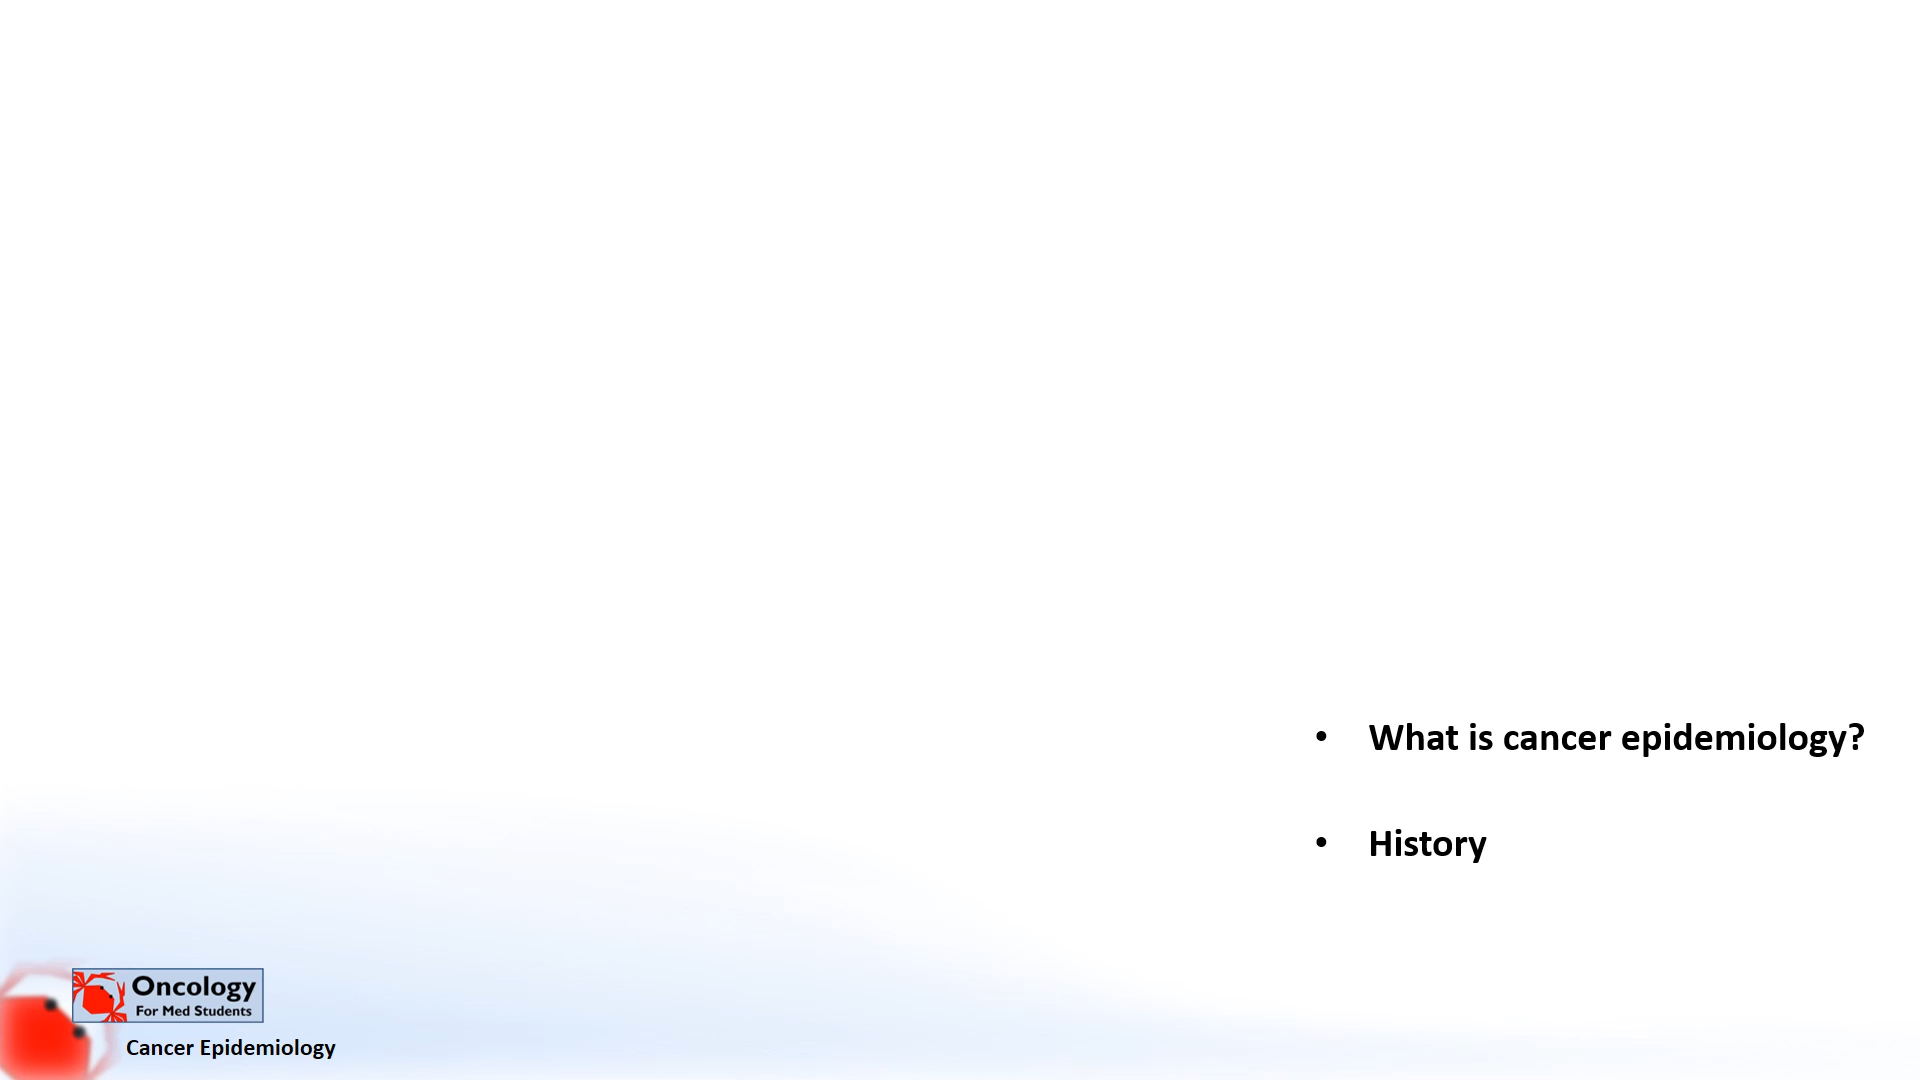 • What is cancer epidemiology?
• History
Oncology
For Med Students
Cancer Epidemiology